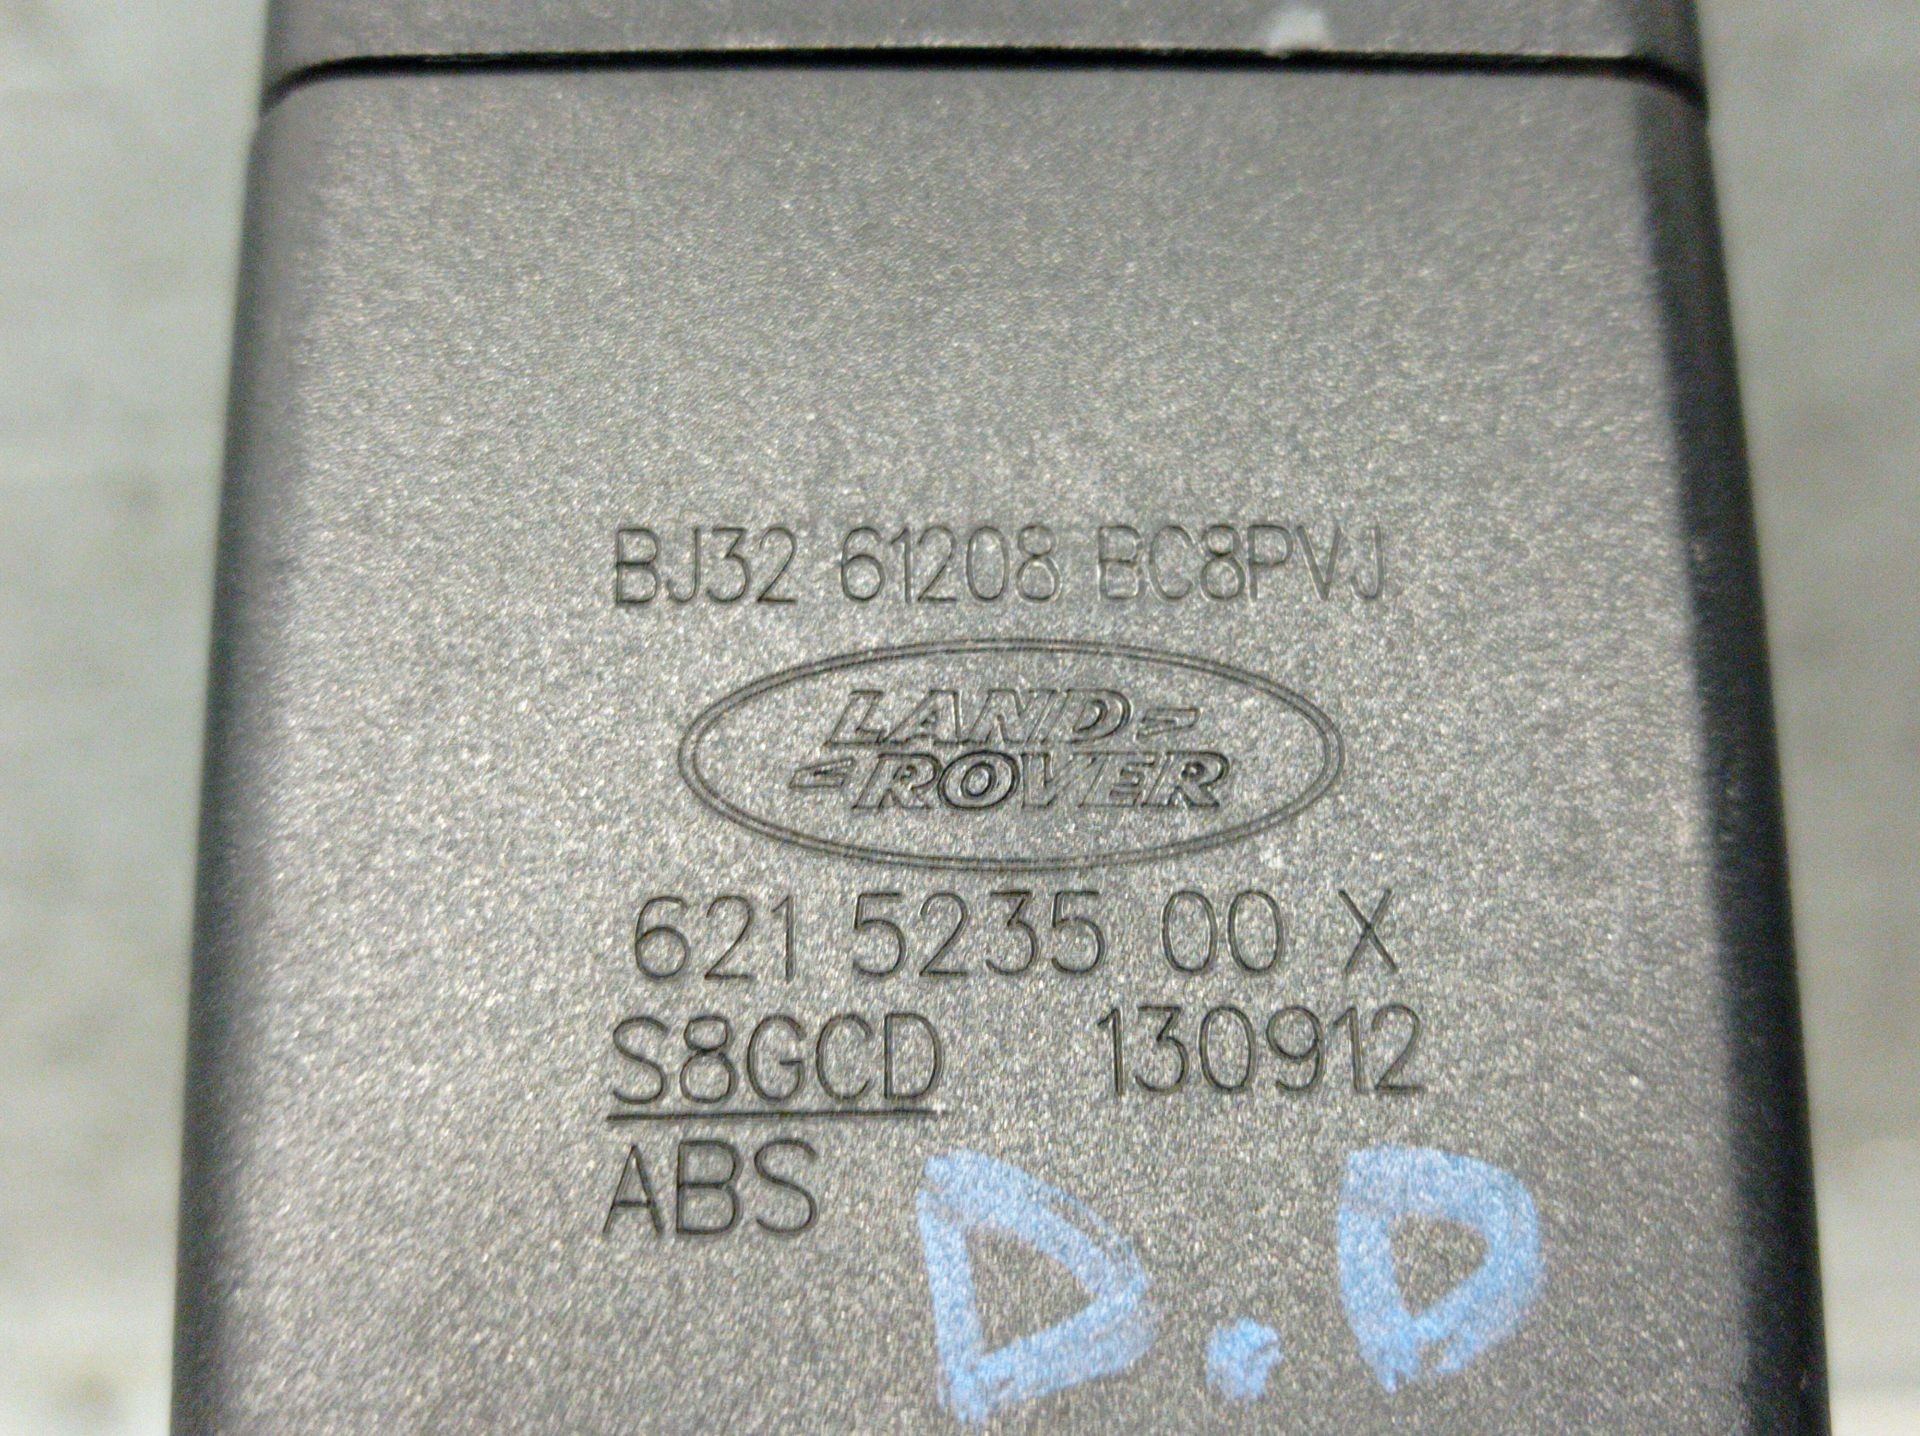 BJ32 61208 BC8PVJ
LAND
ROVER
621 5235 00 X
S8GCD 130912
ABS
D.D